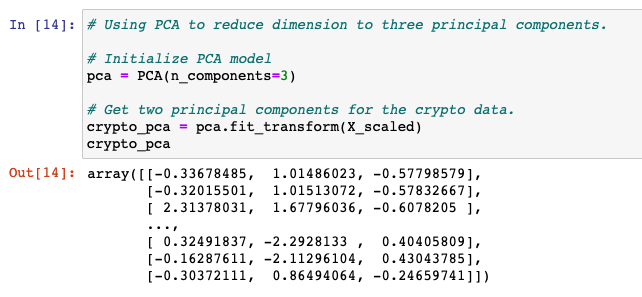 In [14]: # Using PCA to reduce dimension to three principal components.
# Initialize PCA model
pca = PCA(n_components=3)
# Get two principal components for the crypto data.
crypto_pca = pca.fit_transform(X_scaled)
crypto_pca
Out[14]: array([[-0.33678485,  1.01486023, -0.57798579],
[-0.32015501,  1.01513072, -0.57832667],
[ 2.31378031,  1.67796036, -0.6078205 ],
...,
[ 0.32491837, -2.2928133 ,  0.40405809],
[-0.16287611, -2.11296104,  0.43043785],
[-0.30372111,  0.86494064, -0.24659741]])